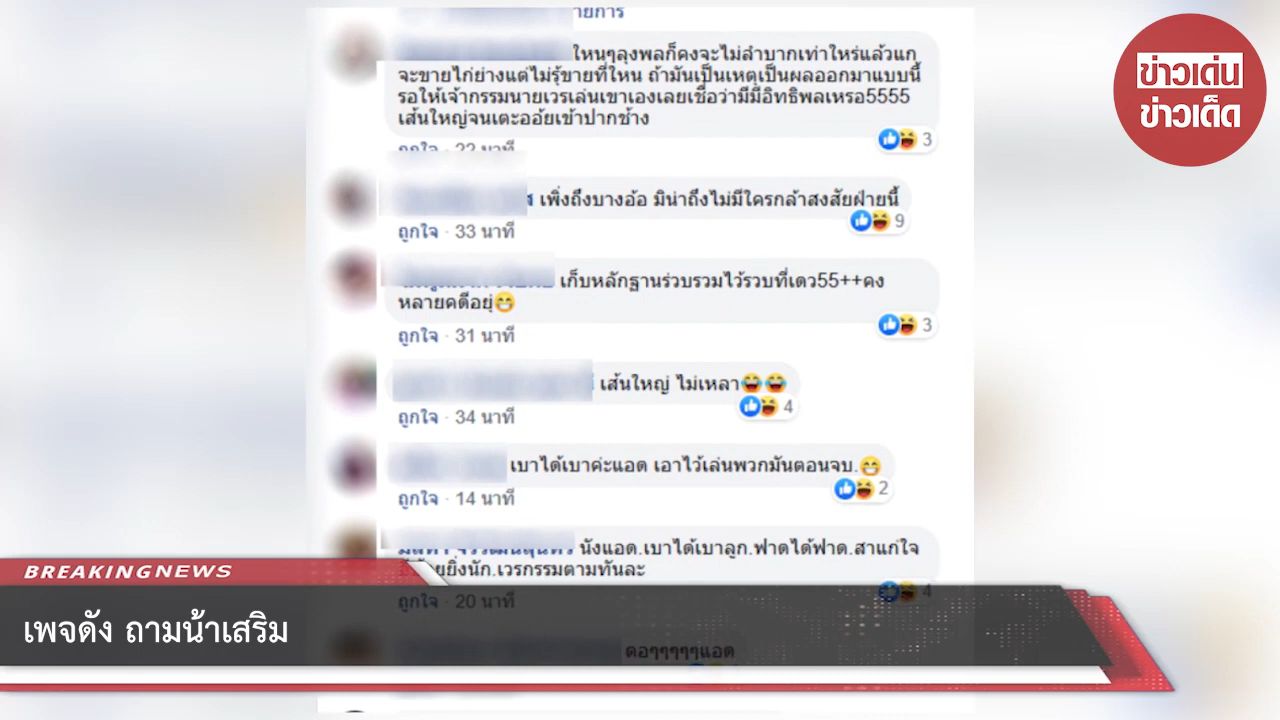 ายการ
ข่าวเด่น
ข่าวเด็ด
ใหนๆลุงพลก็คงจะไม่ลำบากเท่าใหร่แล้วแก
จะขายไก่ย่างแต่ไม่รุ้ขายที่ใหน ถ้ามันเป็นเหตุเป็นผลออกมาแบบนี้
รอให้เจ้ากรรมนายเวรเล่นเขาเองเลยเชื่อว่ามีมีอิทธิพลเหรอ5555
เส้นใหญ่จนเตะออัยเข้าปากช้าง
3
ถูกใจ · 22 นาที
เพิ่งถึงบางอ้อ มิน่าถึงไม่มีใครกล้าสงสัยฝ่ายนี้
9
ถูกใจ · 33 นาที
เก็บหลักฐานร่วบรวมไว้รวบที่เดว55++คง
หลายคดีอยุ่😁
3
ถูกใจ · 31 นาที
เส้นใหญ่ ไม่เหลา😂😂
4
ถูกใจ · 34 นาที
เบาได้เบาค่ะแอด เอาไว้เล่นพวกมันตอนจบ.😁
2
ถูกใจ · 14 นาที
นังแอด.เบาได้เบาลูก.ฟาดได้ฟาด.สาแก่ใจ
ยิ่งนัก.เวรกรรมตามทันละ
4
ถูกใจ · 20 นาที
ดอๆๆๆๆๆแอด
BREAKING NEWS
เพจดัง ถามน้าเสริม